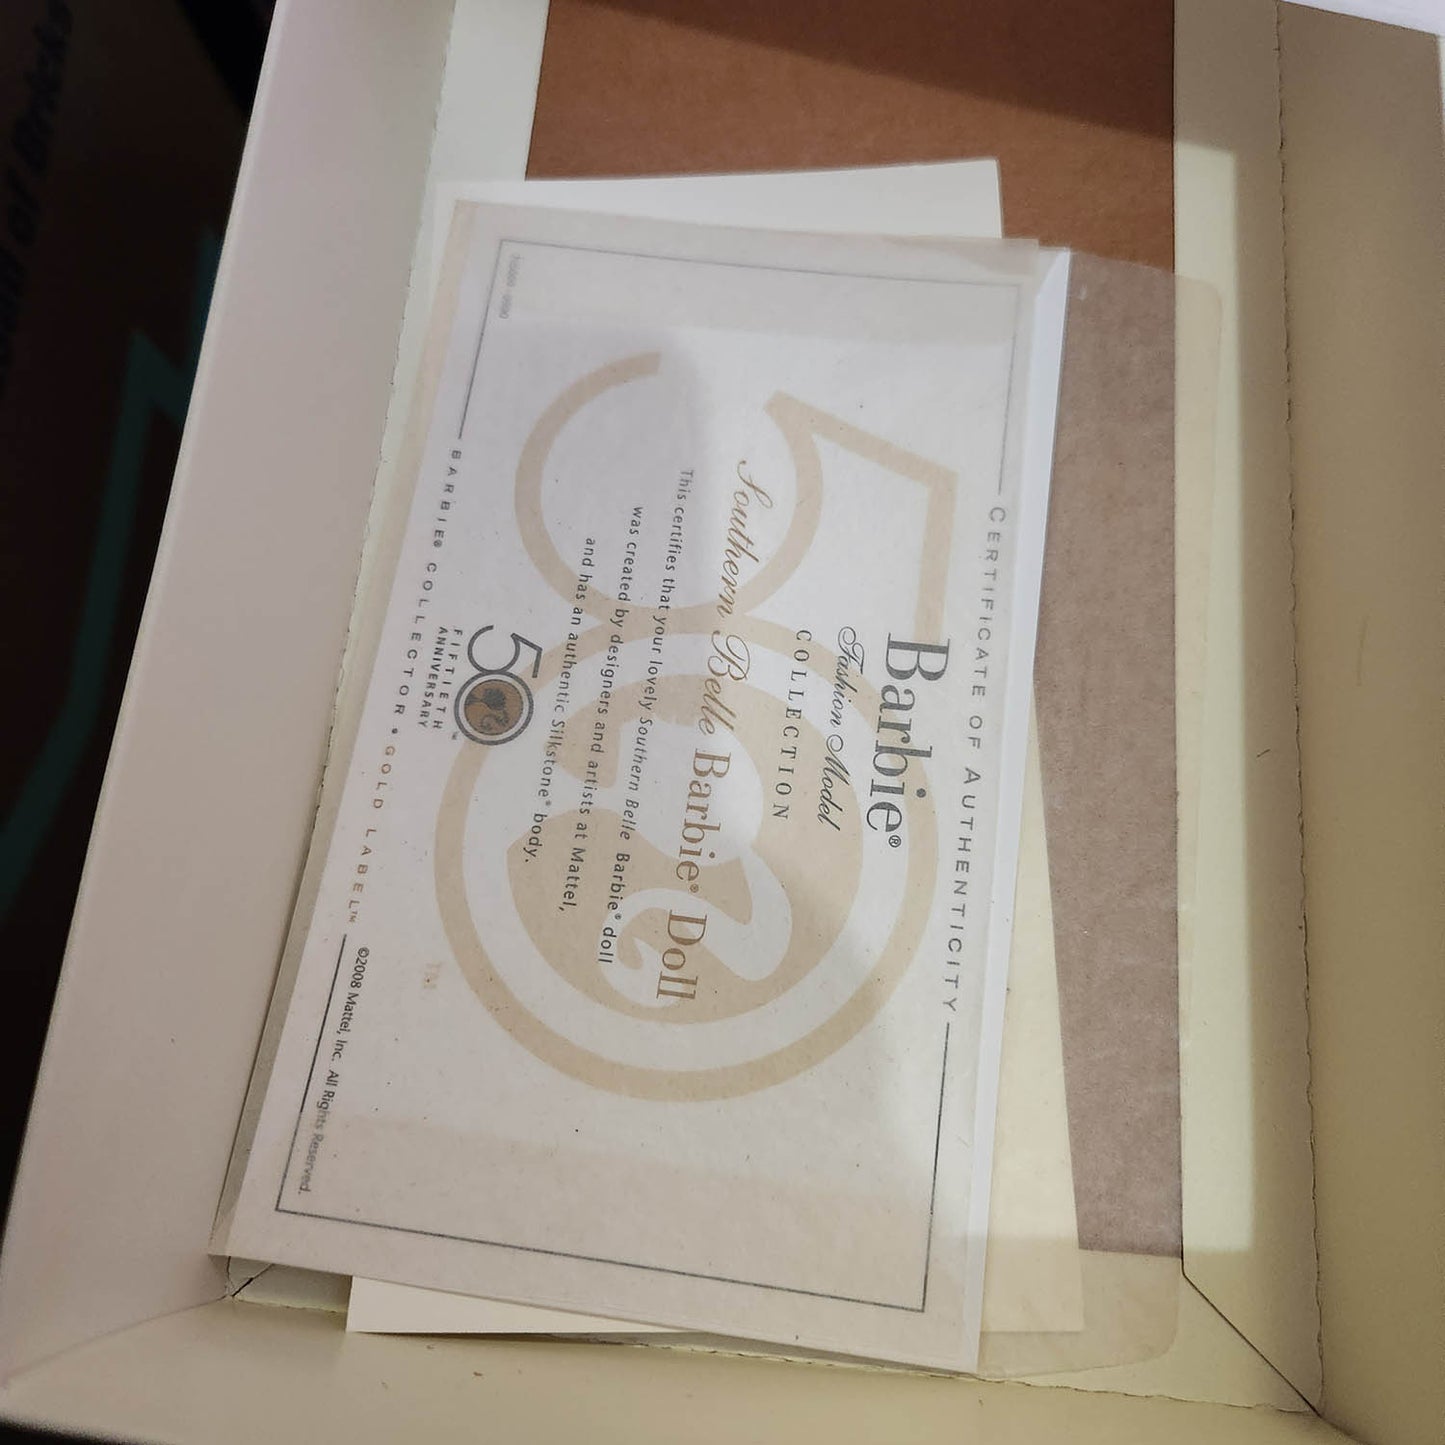 CERTIFICATE OF AUTHENTICITY
Barbie®
Fashion Model
COLLECTION
Southern Belle Barbie® Doll
This certifies that your lovely Southern Belle Barbie® doll
was created by designers and artists at Mattel,
and has an authentic Silkstone® body.
50™
FIFTIETH
ANNIVERSARY
BARBIE® COLLECTOR • GOLD LABEL™
©2008 Mattel, Inc. All Rights Reserved.